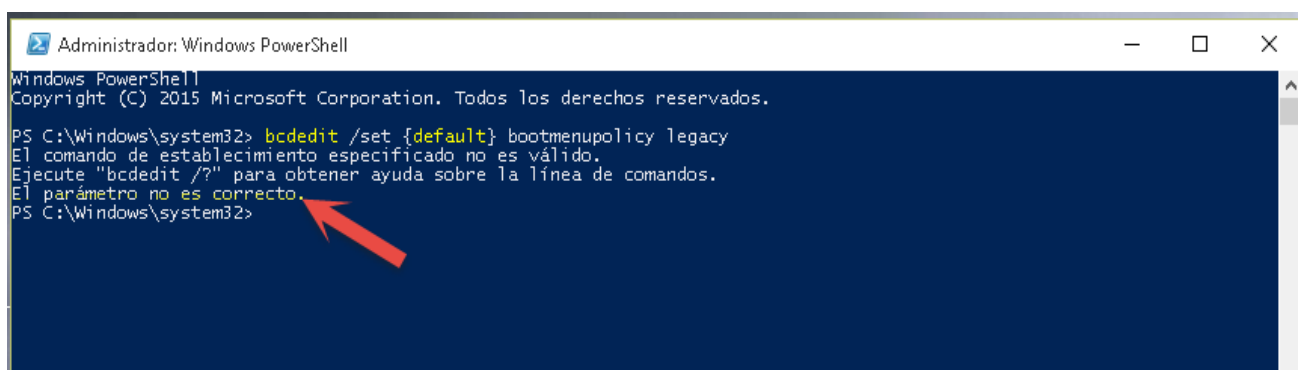 Administrador: Windows PowerShell
Windows PowerShell
Copyright (C) 2015 Microsoft Corporation. Todos los derechos reservados.
PS C:\Windows\system32> bcdedit /set {default} bootmenupolicy legacy
El comando de establecimiento especificado no es válido.
Ejecute "bcdedit /?" para obtener ayuda sobre la línea de comandos.
El parámetro no es correcto.
PS C:\Windows\system32>